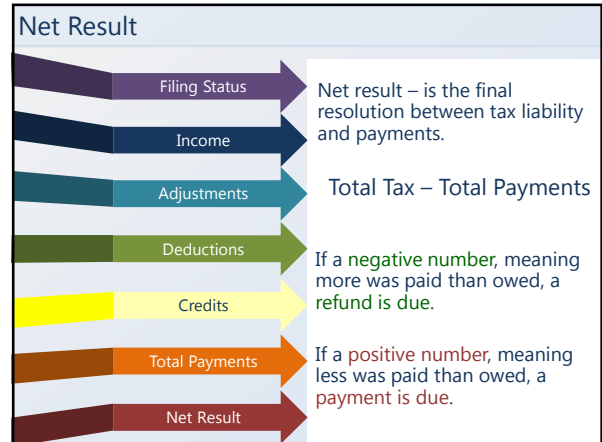 Net Result
Filing Status
Income
Adjustments
Deductions
Credits
Total Payments
Net Result
Net result – is the final
resolution between tax liability
and payments.
Total Tax – Total Payments
If a negative number, meaning
more was paid than owed, a
refund is due.
If a positive number, meaning
less was paid than owed, a
payment is due.